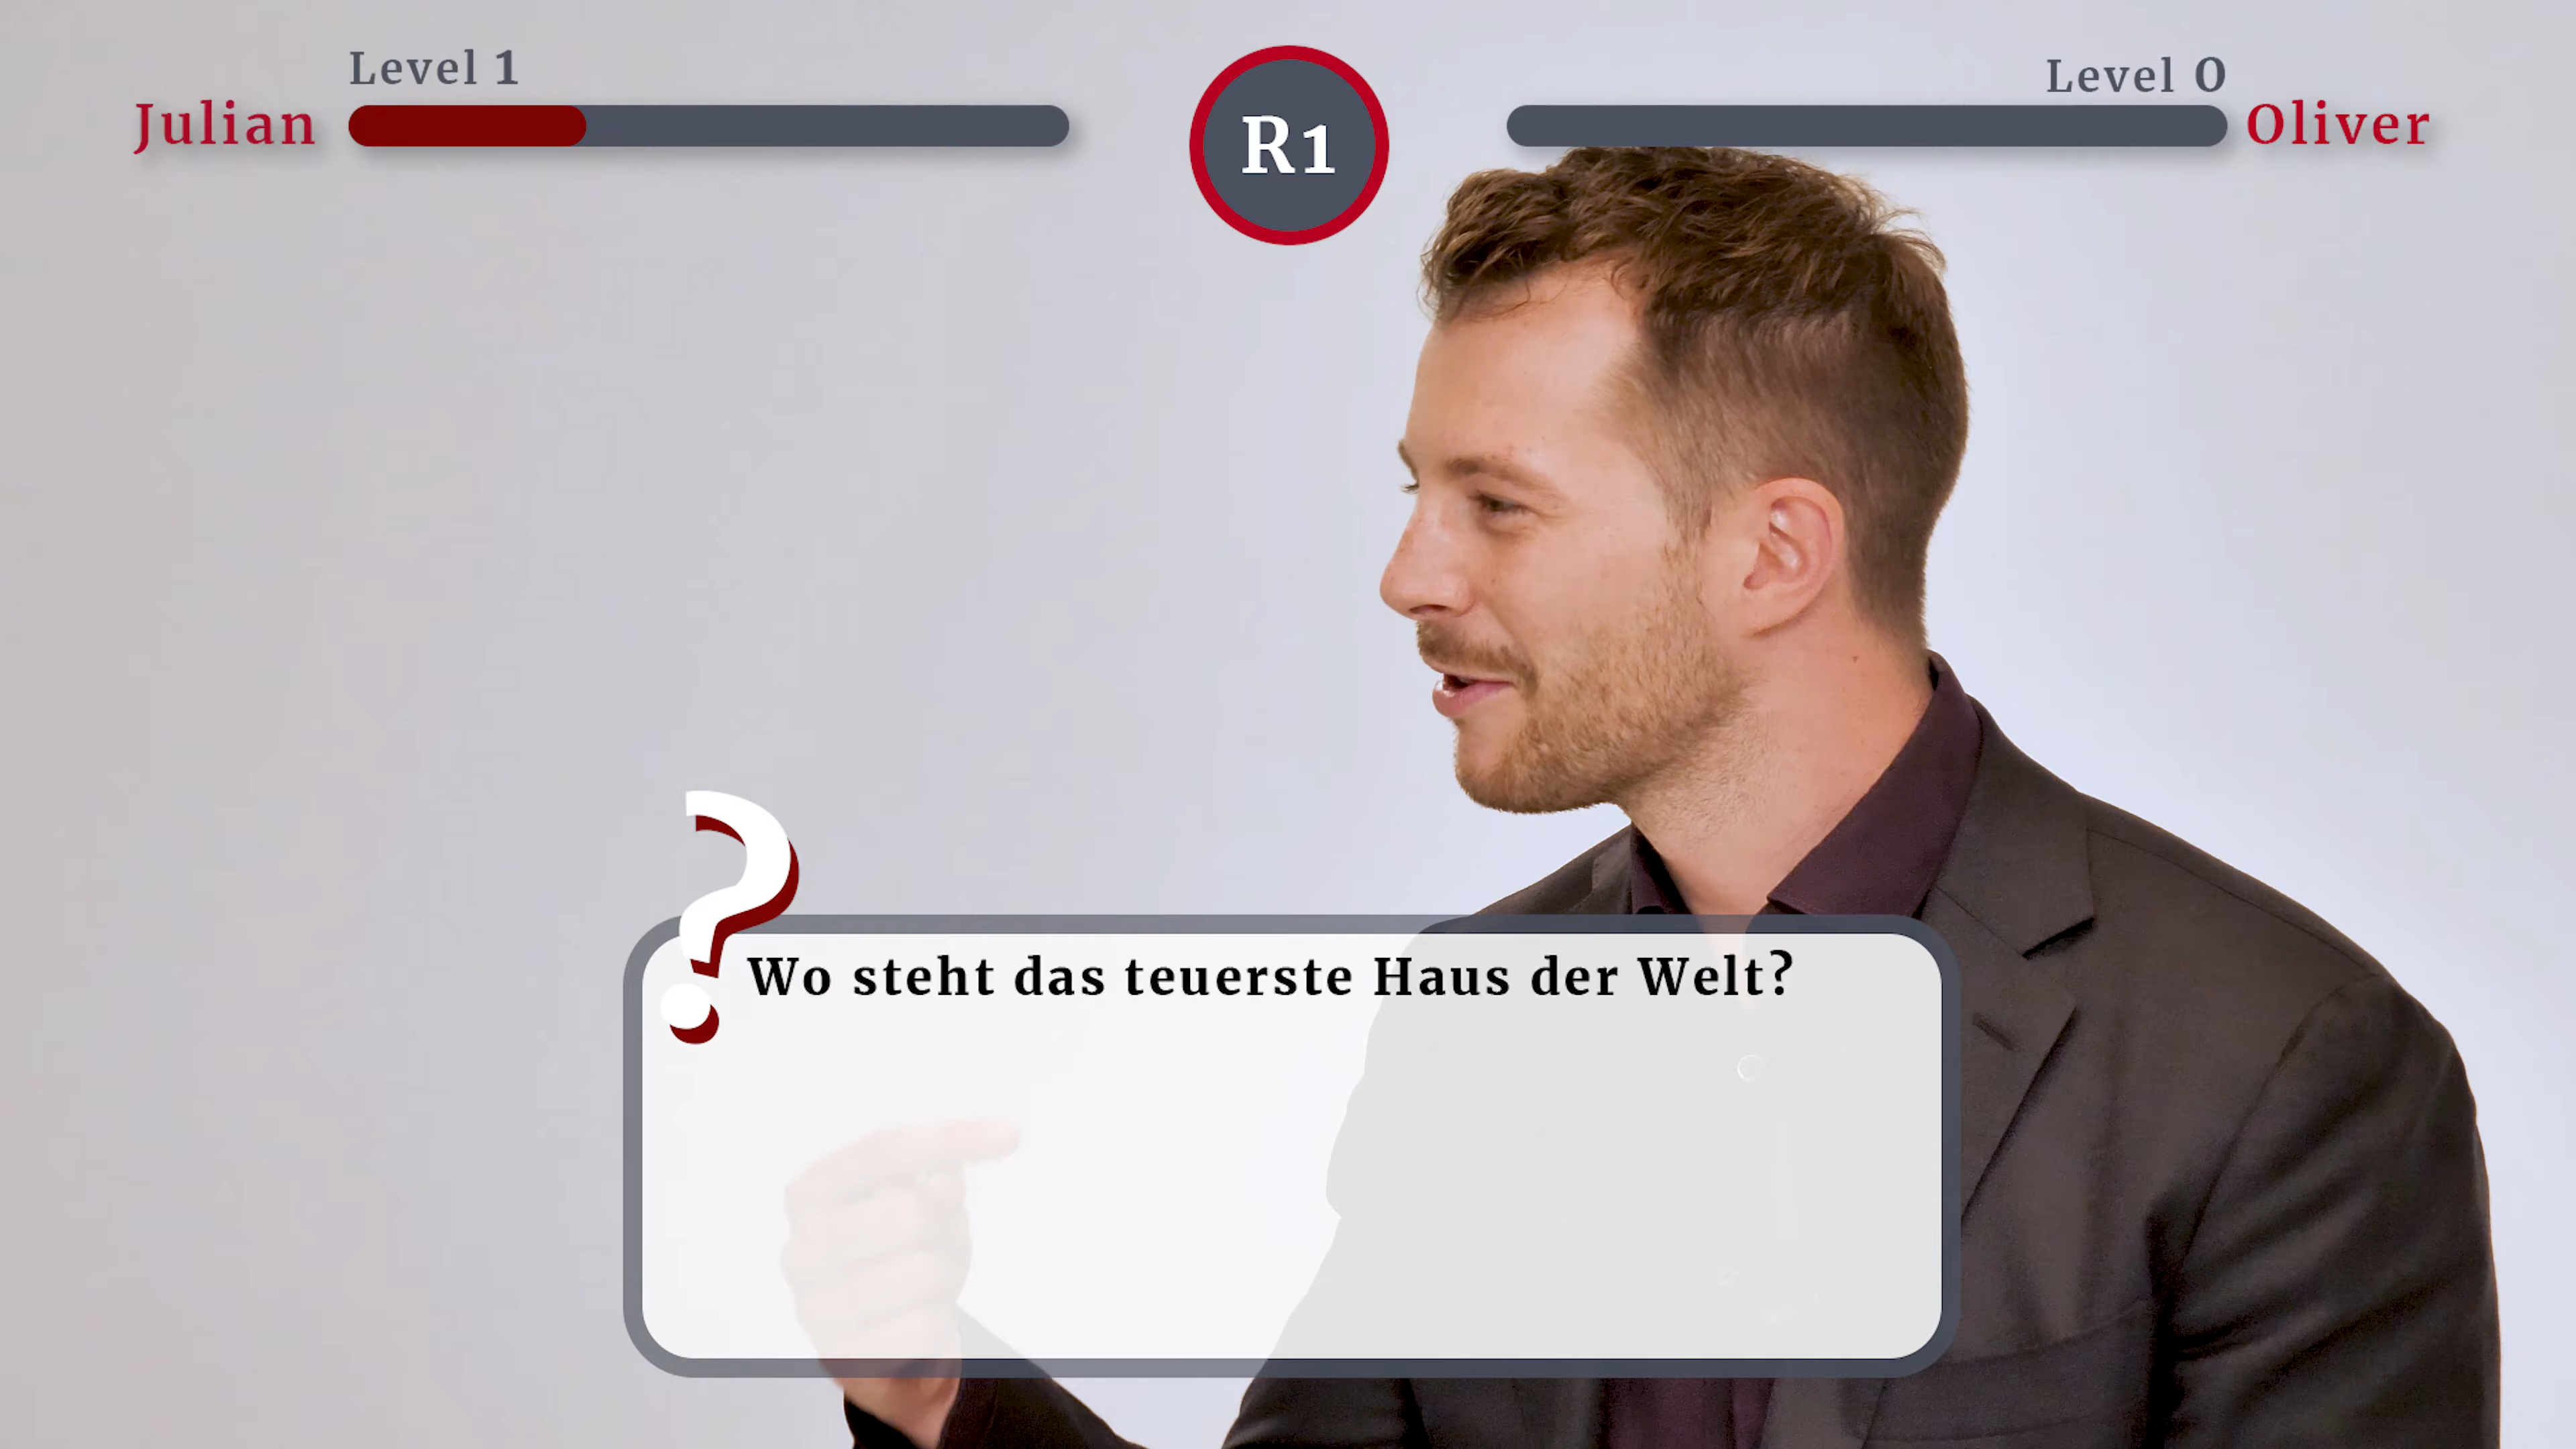 Level 1
Julian
R1
Level 0
Oliver
?
Wo steht das teuerste Haus der Welt?